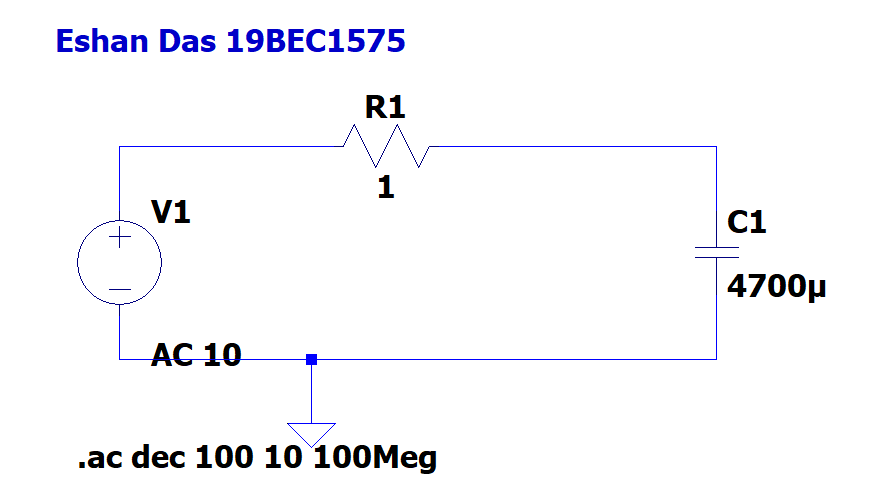 Eshan Das 19BEC1575
R1
1
V1
C1
4700µ
AC 10
.ac dec 100 10 100Meg